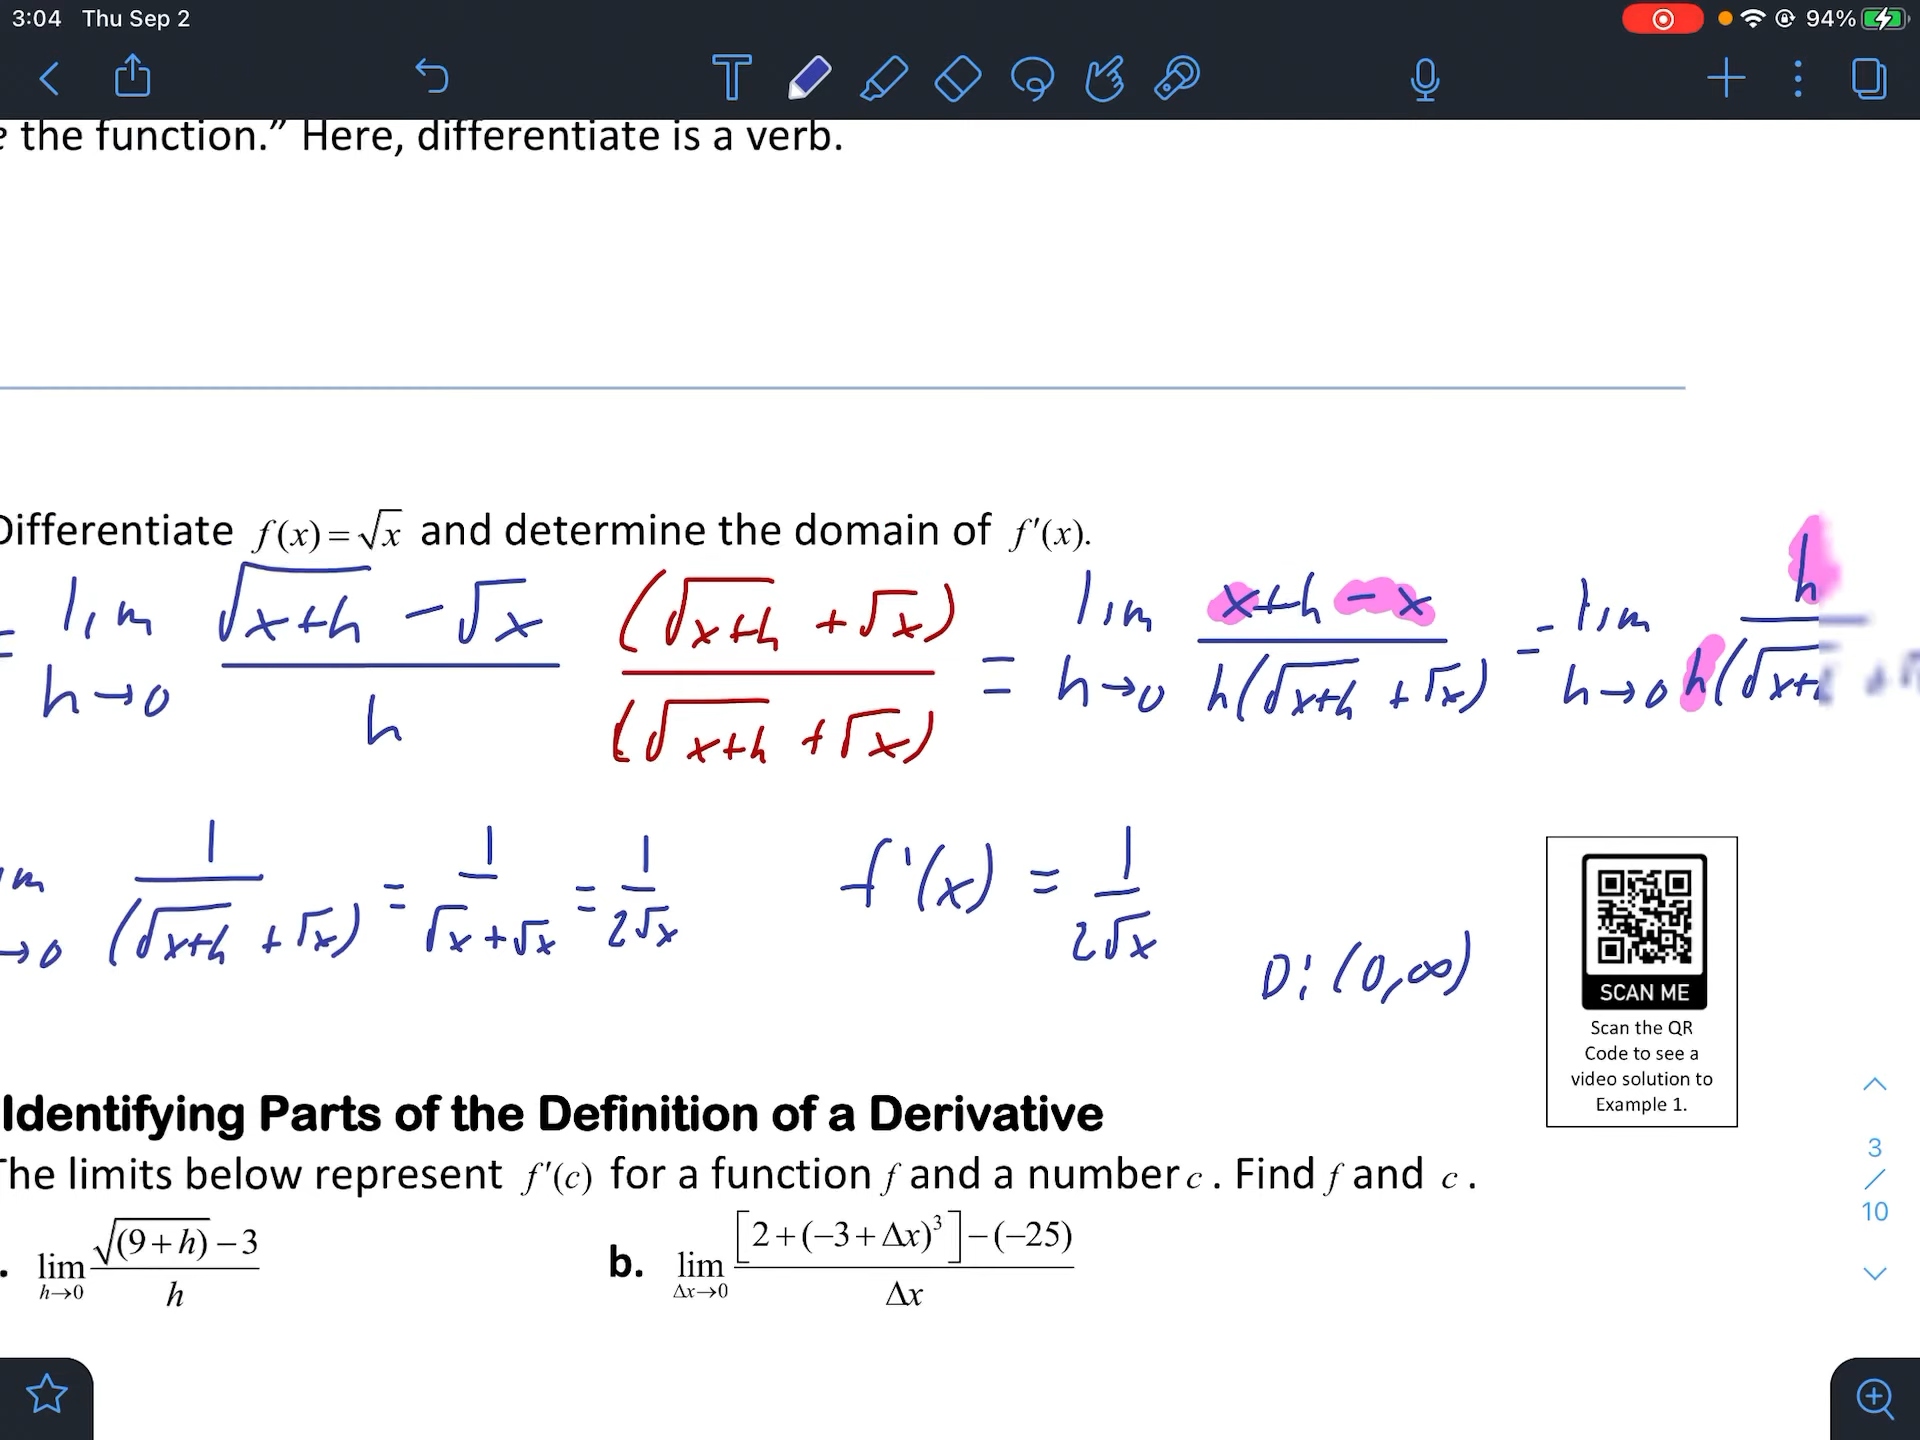 3:04 Thu Sep 2
94%
the function.” Here, differentiate is a verb.
Differentiate f(x)=√x and determine the domain of f′(x).
= lim h→0 (√(x+h) − √x)/h (√(x+h) + √x)/(√(x+h) + √x) = lim h→0 (x+h − x)/(h(√(x+h) + √x)) = lim h→0 h/(h(√x+
m →0 1/(√(x+h) + √x) = 1/(√x + √x) = 1/(2√x) f'(x) = 1/(2√x)
D: (0,∞)
SCAN ME
Scan the QR
Code to see a
video solution to
Example 1.
Identifying Parts of the Definition of a Derivative
The limits below represent f′(c) for a function f and a number c. Find f and c.
. lim h→0 (√(9+h) − 3)/h
b. lim Δx→0 ([2+(−3+Δx)³]−(−25))/Δx
3
/
10